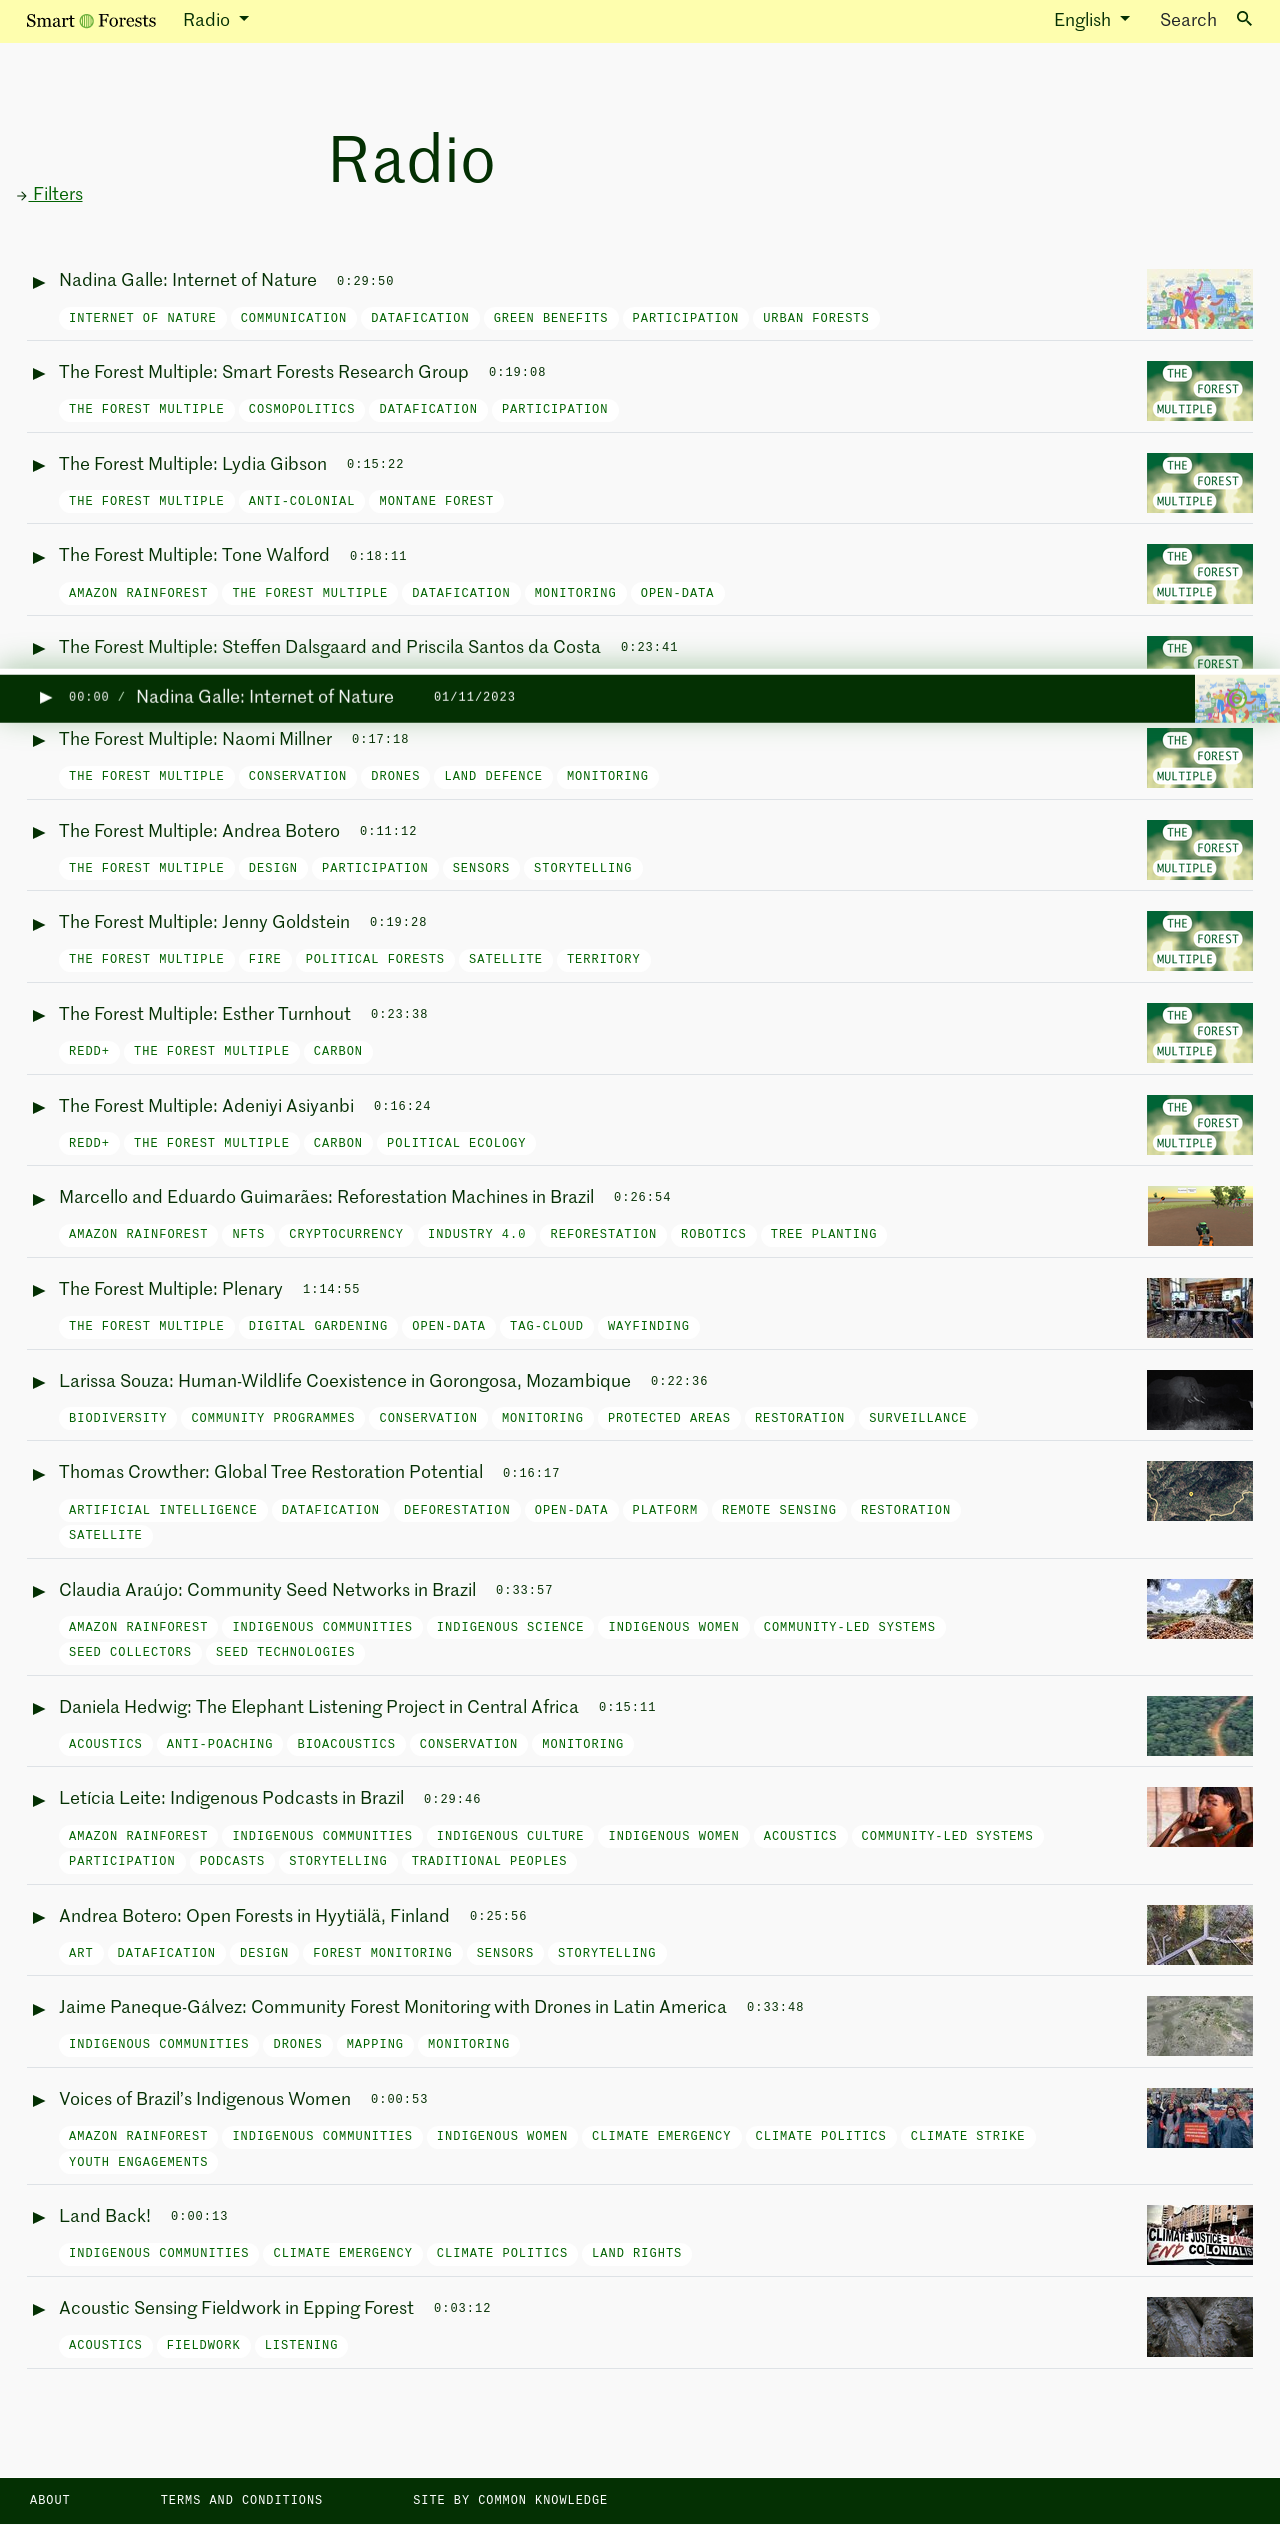 Smart Forests Radio English Search
Radio
→ Filters
Nadina Galle: Internet of Nature 0:29:50
INTERNET OF NATURE COMMUNICATION DATAFICATION GREEN BENEFITS PARTICIPATION URBAN FORESTS
The Forest Multiple: Smart Forests Research Group 0:19:08
THE FOREST MULTIPLE COSMOPOLITICS DATAFICATION PARTICIPATION
THE
FOREST
MULTIPLE
The Forest Multiple: Lydia Gibson 0:15:22
THE FOREST MULTIPLE ANTI-COLONIAL MONTANE FOREST
THE
FOREST
MULTIPLE
The Forest Multiple: Tone Walford 0:18:11
AMAZON RAINFOREST THE FOREST MULTIPLE DATAFICATION MONITORING OPEN-DATA
THE
FOREST
MULTIPLE
The Forest Multiple: Steffen Dalsgaard and Priscila Santos da Costa 0:23:41
THE
FOREST
00:00 / Nadina Galle: Internet of Nature 01/11/2023
The Forest Multiple: Naomi Millner 0:17:18
THE FOREST MULTIPLE CONSERVATION DRONES LAND DEFENCE MONITORING
THE
FOREST
MULTIPLE
The Forest Multiple: Andrea Botero 0:11:12
THE FOREST MULTIPLE DESIGN PARTICIPATION SENSORS STORYTELLING
THE
FOREST
MULTIPLE
The Forest Multiple: Jenny Goldstein 0:19:28
THE FOREST MULTIPLE FIRE POLITICAL FORESTS SATELLITE TERRITORY
THE
FOREST
MULTIPLE
The Forest Multiple: Esther Turnhout 0:23:38
REDD+ THE FOREST MULTIPLE CARBON
THE
FOREST
MULTIPLE
The Forest Multiple: Adeniyi Asiyanbi 0:16:24
REDD+ THE FOREST MULTIPLE CARBON POLITICAL ECOLOGY
THE
FOREST
MULTIPLE
Marcello and Eduardo Guimarães: Reforestation Machines in Brazil 0:26:54
AMAZON RAINFOREST NFTS CRYPTOCURRENCY INDUSTRY 4.0 REFORESTATION ROBOTICS TREE PLANTING
The Forest Multiple: Plenary 1:14:55
THE FOREST MULTIPLE DIGITAL GARDENING OPEN-DATA TAG-CLOUD WAYFINDING
Larissa Souza: Human-Wildlife Coexistence in Gorongosa, Mozambique 0:22:36
BIODIVERSITY COMMUNITY PROGRAMMES CONSERVATION MONITORING PROTECTED AREAS RESTORATION SURVEILLANCE
Thomas Crowther: Global Tree Restoration Potential 0:16:17
ARTIFICIAL INTELLIGENCE DATAFICATION DEFORESTATION OPEN-DATA PLATFORM REMOTE SENSING RESTORATION
SATELLITE
Claudia Araújo: Community Seed Networks in Brazil 0:33:57
AMAZON RAINFOREST INDIGENOUS COMMUNITIES INDIGENOUS SCIENCE INDIGENOUS WOMEN COMMUNITY-LED SYSTEMS
SEED COLLECTORS SEED TECHNOLOGIES
Daniela Hedwig: The Elephant Listening Project in Central Africa 0:15:11
ACOUSTICS ANTI-POACHING BIOACOUSTICS CONSERVATION MONITORING
Letícia Leite: Indigenous Podcasts in Brazil 0:29:46
AMAZON RAINFOREST INDIGENOUS COMMUNITIES INDIGENOUS CULTURE INDIGENOUS WOMEN ACOUSTICS COMMUNITY-LED SYSTEMS
PARTICIPATION PODCASTS STORYTELLING TRADITIONAL PEOPLES
Andrea Botero: Open Forests in Hyytiälä, Finland 0:25:56
ART DATAFICATION DESIGN FOREST MONITORING SENSORS STORYTELLING
Jaime Paneque-Gálvez: Community Forest Monitoring with Drones in Latin America 0:33:48
INDIGENOUS COMMUNITIES DRONES MAPPING MONITORING
Voices of Brazil's Indigenous Women 0:00:53
AMAZON RAINFOREST INDIGENOUS COMMUNITIES INDIGENOUS WOMEN CLIMATE EMERGENCY CLIMATE POLITICS CLIMATE STRIKE
YOUTH ENGAGEMENTS
Land Back! 0:00:13
INDIGENOUS COMMUNITIES CLIMATE EMERGENCY CLIMATE POLITICS LAND RIGHTS
CLIMATE JUSTICE =
END COLONIALIS
Acoustic Sensing Fieldwork in Epping Forest 0:03:12
ACOUSTICS FIELDWORK LISTENING
ABOUT TERMS AND CONDITIONS SITE BY COMMON KNOWLEDGE